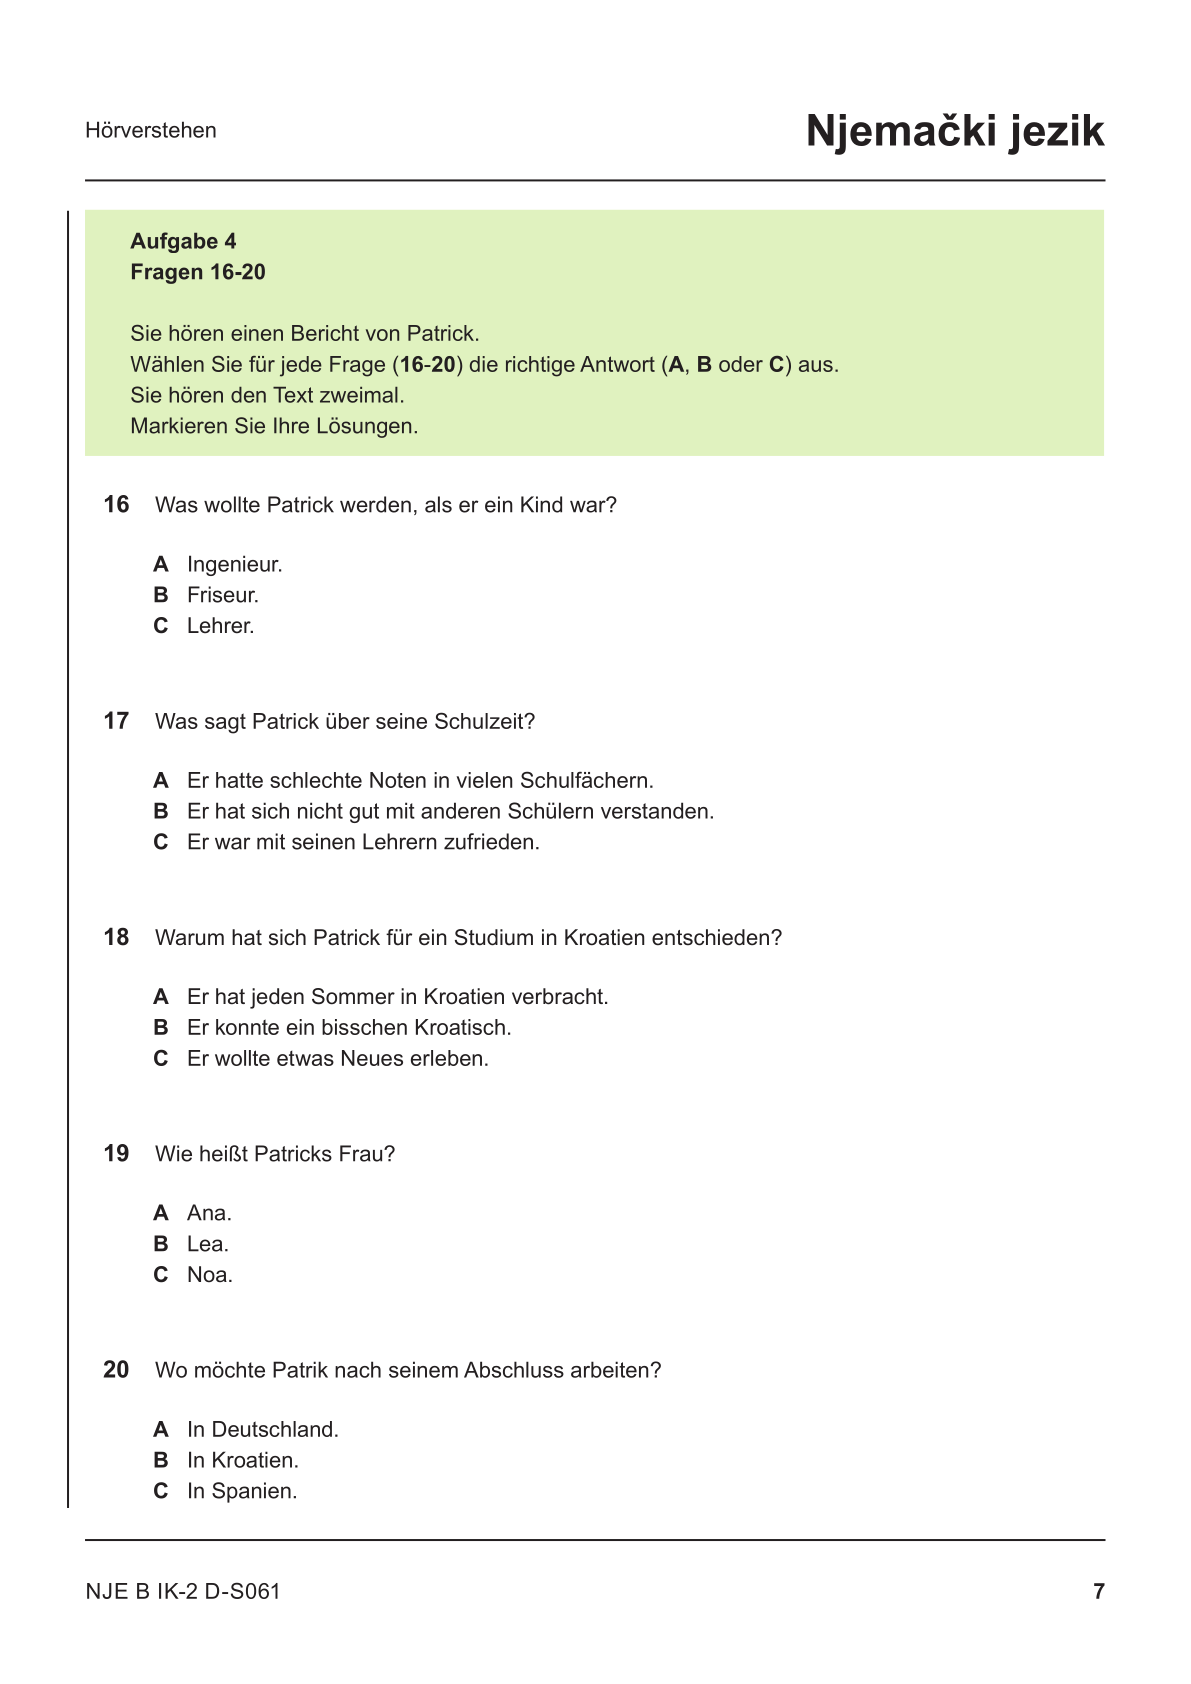 Hörverstehen
Njemački jezik
Aufgabe 4
Fragen 16-20
Sie hören einen Bericht von Patrick.
Wählen Sie für jede Frage (16-20) die richtige Antwort (A, B oder C) aus.
Sie hören den Text zweimal.
Markieren Sie Ihre Lösungen.
16 Was wollte Patrick werden, als er ein Kind war?
A Ingenieur.
B Friseur.
C Lehrer.
17 Was sagt Patrick über seine Schulzeit?
A Er hatte schlechte Noten in vielen Schulfächern.
B Er hat sich nicht gut mit anderen Schülern verstanden.
C Er war mit seinen Lehrern zufrieden.
18 Warum hat sich Patrick für ein Studium in Kroatien entschieden?
A Er hat jeden Sommer in Kroatien verbracht.
B Er konnte ein bisschen Kroatisch.
C Er wollte etwas Neues erleben.
19 Wie heißt Patricks Frau?
A Ana.
B Lea.
C Noa.
20 Wo möchte Patrik nach seinem Abschluss arbeiten?
A In Deutschland.
B In Kroatien.
C In Spanien.
NJE B IK-2 D-S061
7